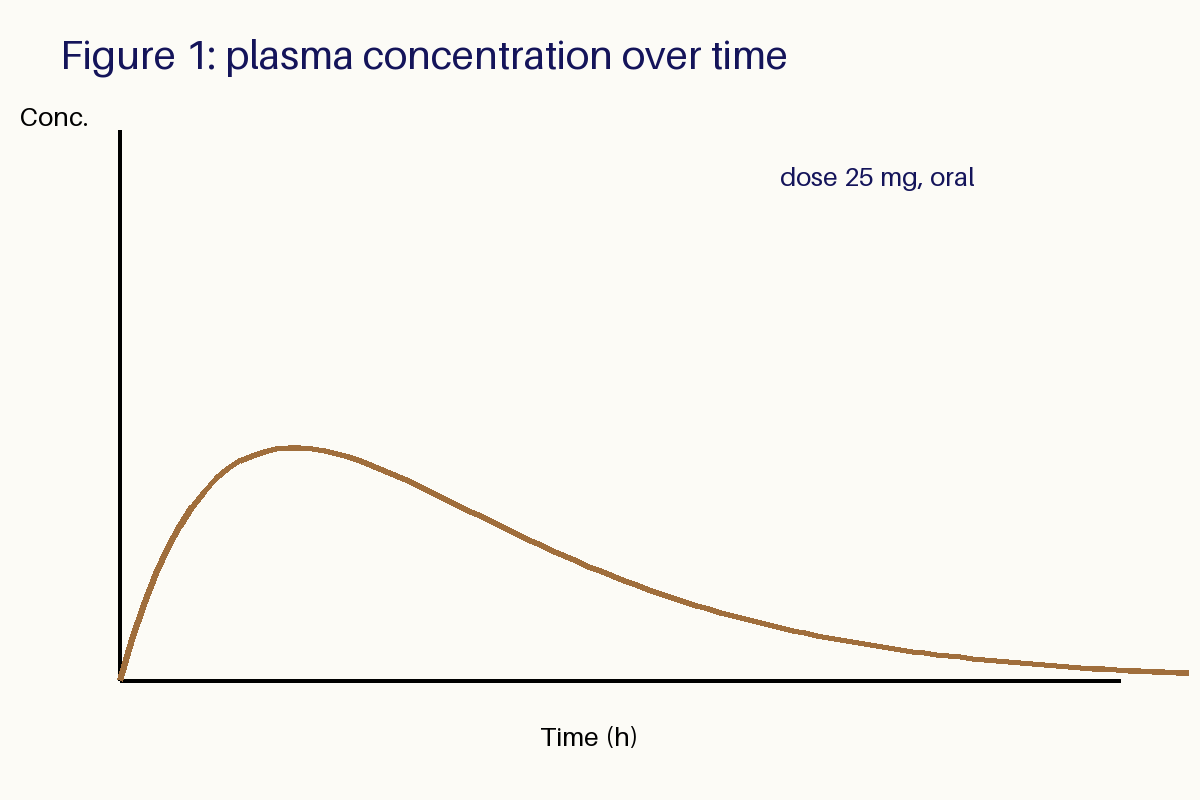 Figure 1: plasma concentration over time
Conc.
dose 25 mg, oral
Time (h)